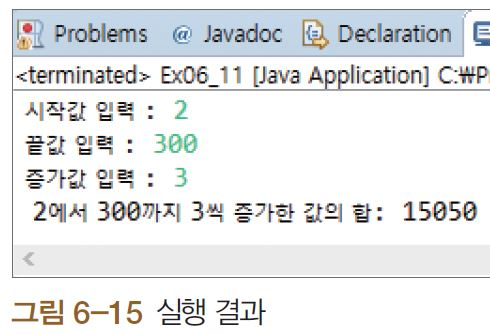 Problems @ Javadoc Declaration
<terminated> Ex06_11 [Java Application] C:₩P
시작값 입력 : 2
끝값 입력 : 300
증가값 입력 : 3
2에서 300까지 3씩 증가한 값의 합: 15050
그림 6-15 실행 결과